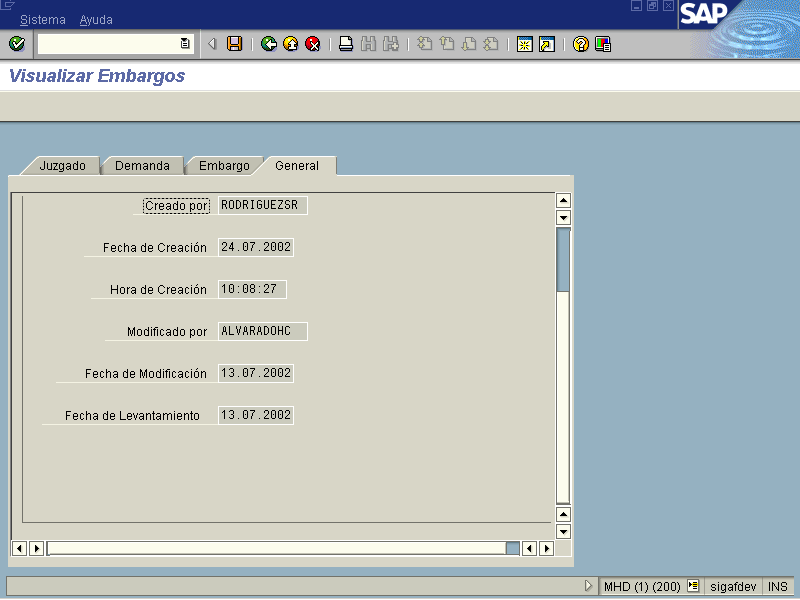 Sistema Ayuda
SAP
Visualizar Embargos
Juzgado Demanda Embargo General
Creado por RODRIGUEZSR
Fecha de Creación 24.07.2002
Hora de Creación 10:08:27
Modificado por ALVARADOHC
Fecha de Modificación 13.07.2002
Fecha de Levantamiento 13.07.2002
MHD (1) (200) sigafdev INS